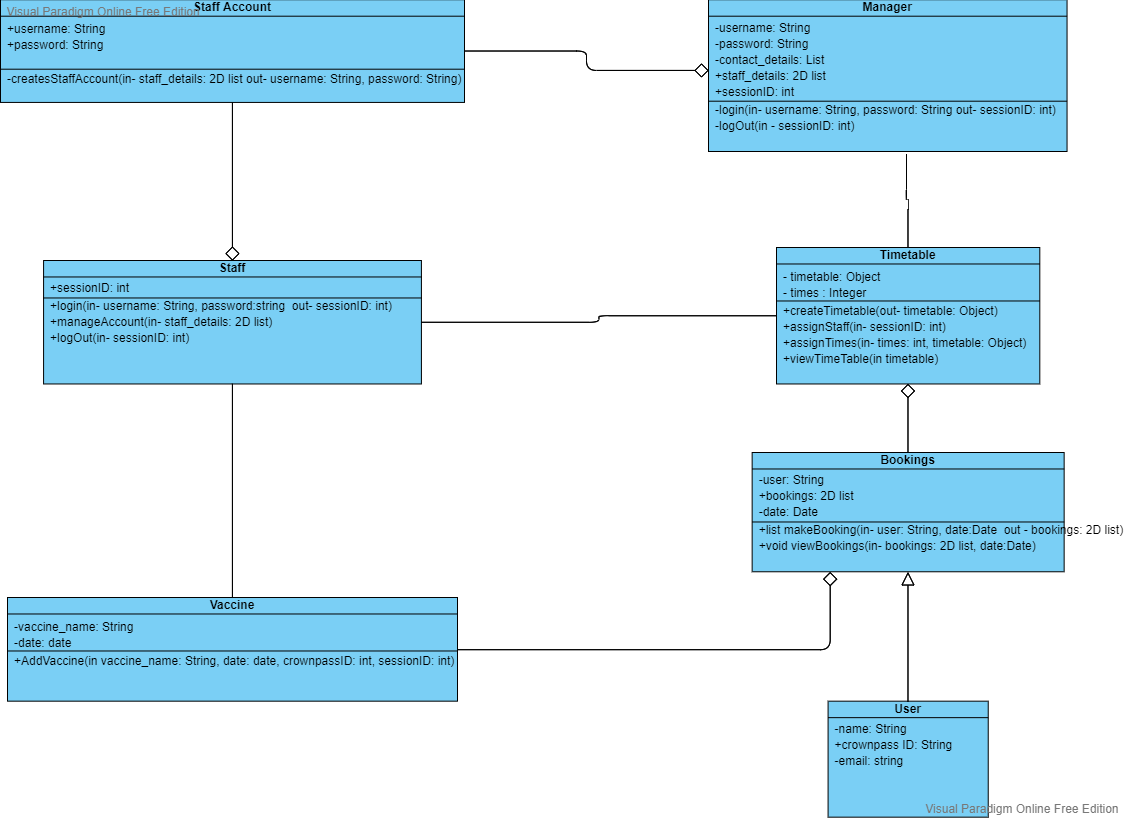 Visual Paradigm Online Free Edition
Staff Account
+username: String
+password: String
-createsStaffAccount(in- staff_details: 2D list out- username: String, password: String)
Manager
-username: String
-password: String
-contact_details: List
+staff_details: 2D list
+sessionID: int
-login(in- username: String, password: String out- sessionID: int)
-logOut(in - sessionID: int)
Staff
+sessionID: int
+login(in- username: String, password:string  out- sessionID: int)
+manageAccount(in- staff_details: 2D list)
+logOut(in- sessionID: int)
Timetable
- timetable: Object
- times : Integer
+createTimetable(out- timetable: Object)
+assignStaff(in- sessionID: int)
+assignTimes(in- times: int, timetable: Object)
+viewTimeTable(in timetable)
Bookings
-user: String
+bookings: 2D list
-date: Date
+list makeBooking(in- user: String, date:Date  out - bookings: 2D list)
+void viewBookings(in- bookings: 2D list, date:Date)
Vaccine
-vaccine_name: String
-date: date
+AddVaccine(in vaccine_name: String, date: date, crownpassID: int, sessionID: int)
User
-name: String
+crownpass ID: String
-email: string
Visual Paradigm Online Free Edition